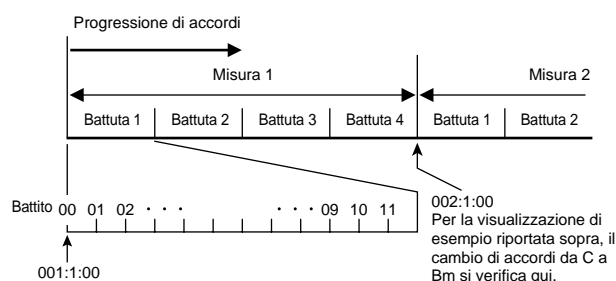 Progressione di accordi
Misura 1
Misura 2
Battuta 1
Battuta 2
Battuta 3
Battuta 4
Battuta 1
Battuta 2
Battito 00 01 02 · · · · · · 09 10 11
001:1:00
002:1:00
Per la visualizzazione di
esempio riportata sopra, il
cambio di accordi da C a
Bm si verifica qui.